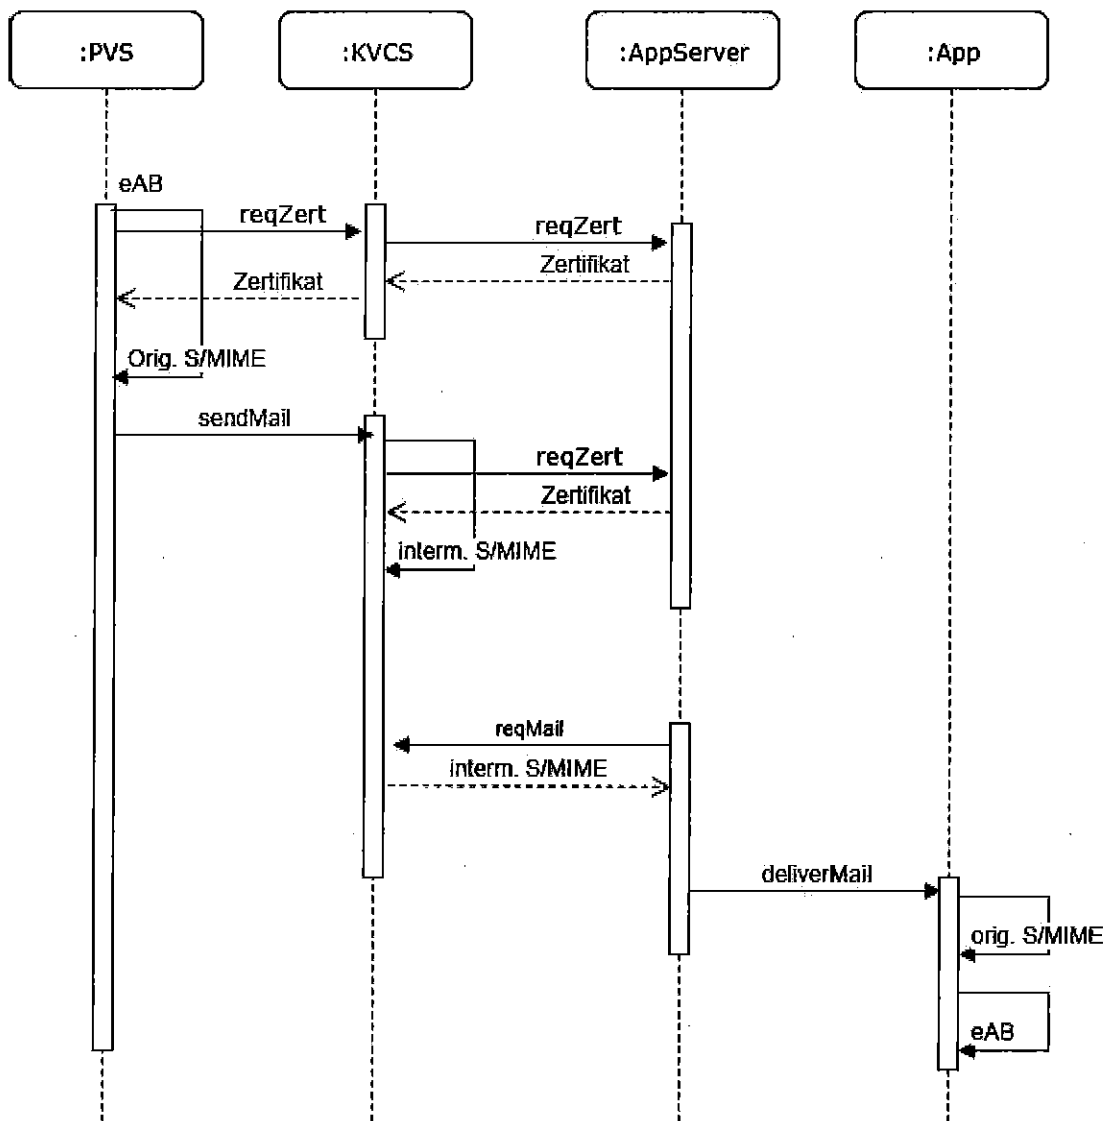 :PVS
:KVCS
:AppServer
:App
eAB
reqZert
reqZert
Zertifikat
Zertifikat
Orig. S/MIME
sendMail
reqZert
Zertifikat
interm. S/MIME
reqMail
interm. S/MIME
deliverMail
orig. S/MIME
eAB